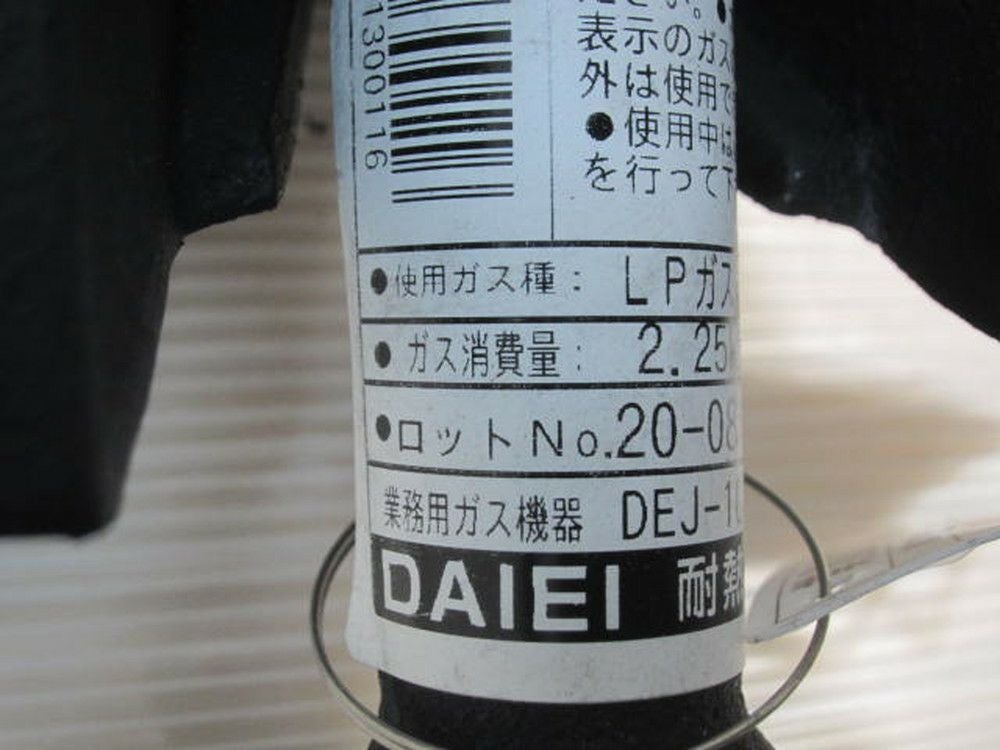 1300116
表示のガス
外は使用で
●使用中は
を行って下
●使用ガス種： LPガス
●ガス消費量： 2.25
●ロットNo.20-08
業務用ガス機器 DEJ-1
DAIEI 耐熱